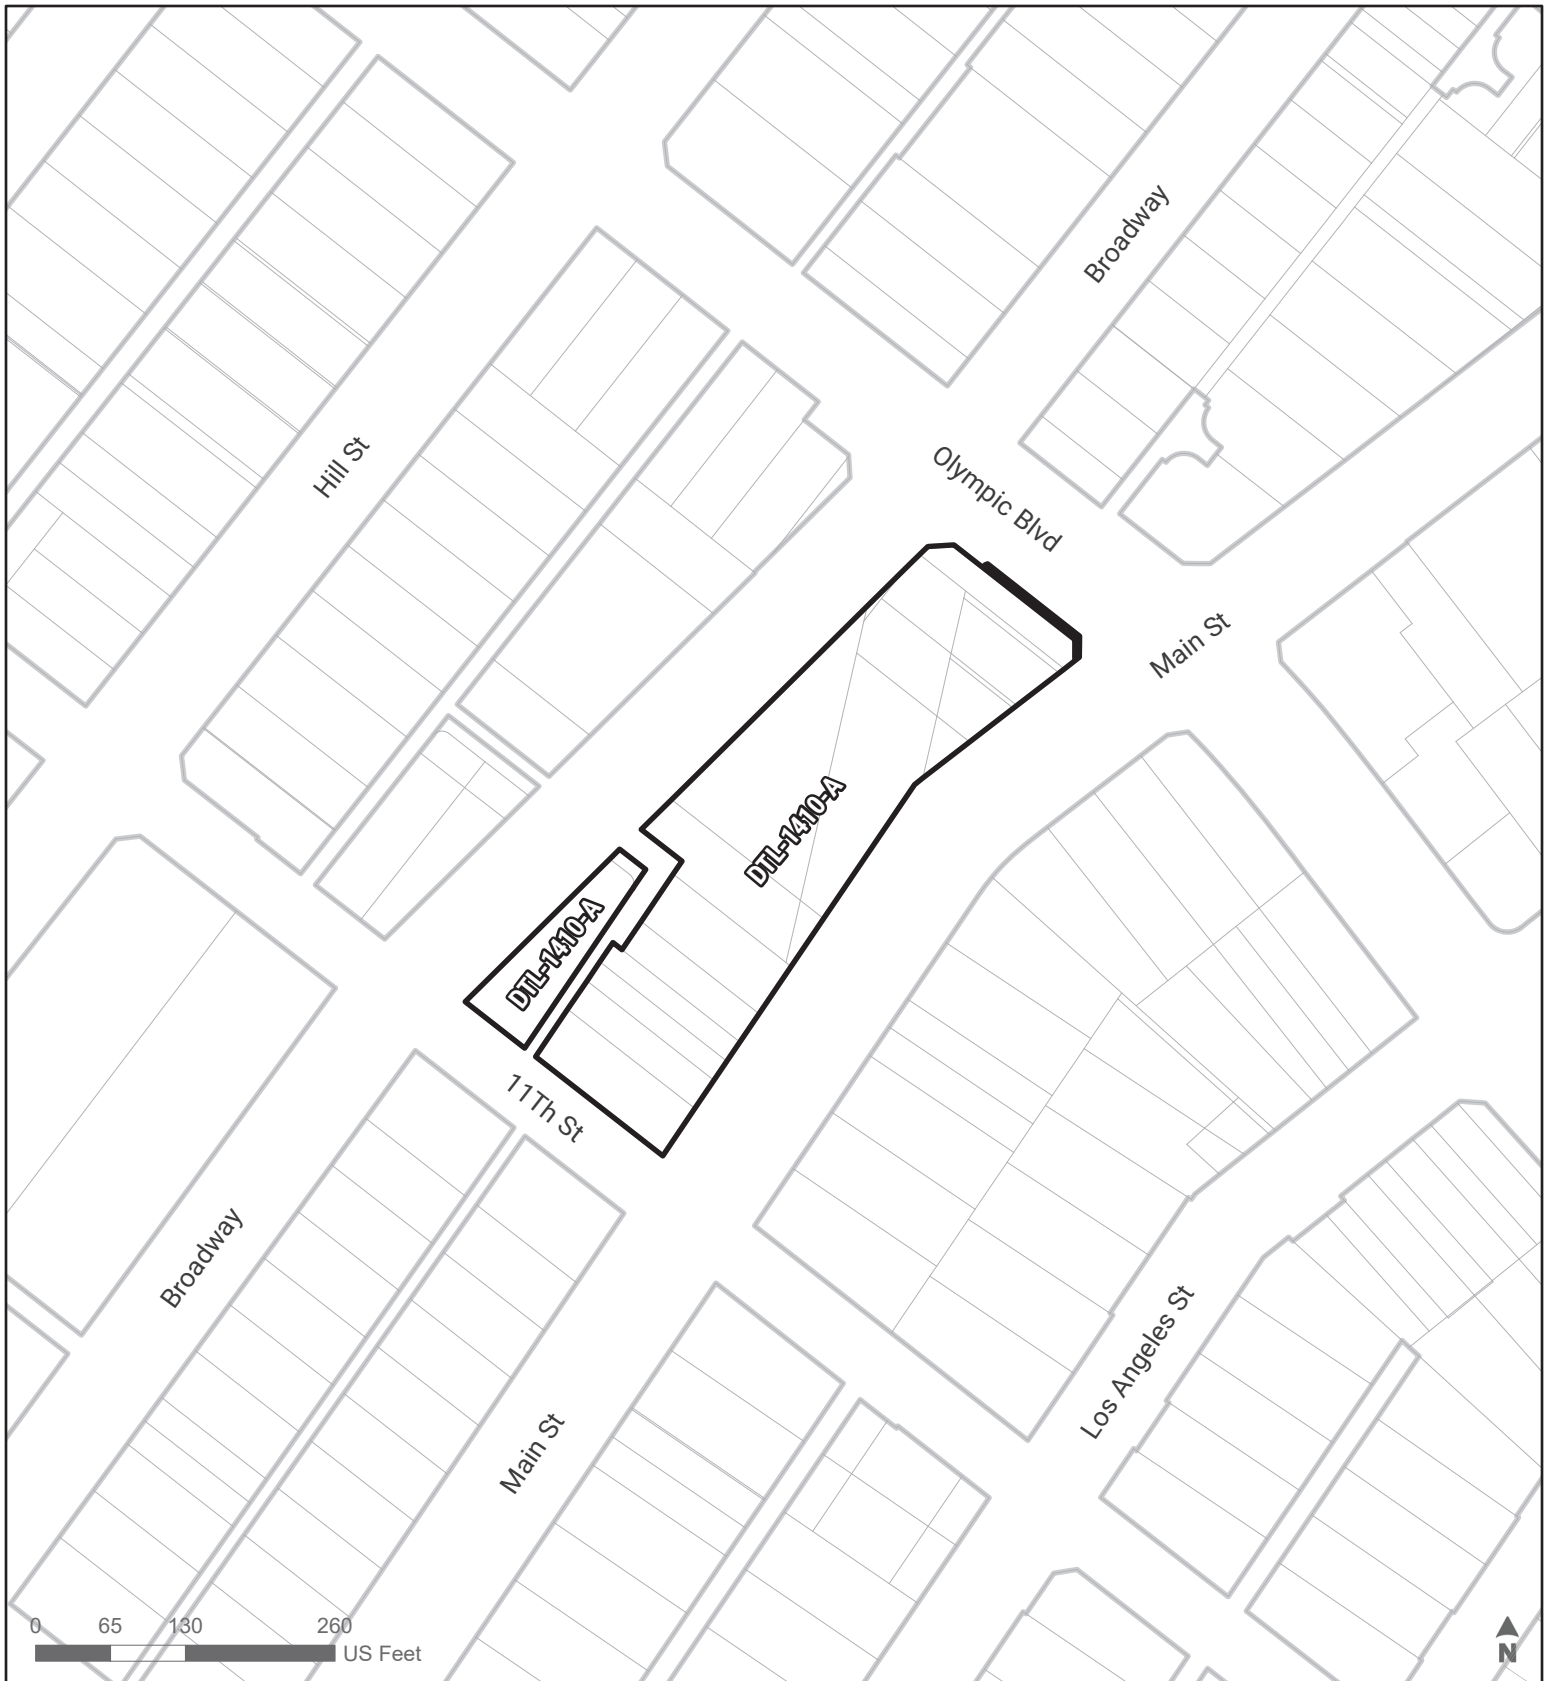 Broadway
Hill St
Olympic Blvd
Main St
DTL-1410-A
DTL-1410-A
11Th St
Broadway
Los Angeles St
Main St
0 65 130 260
US Feet
N